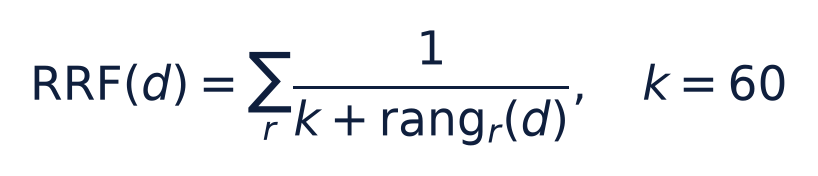 RRF(d) = ∑_r 1 / (k + rang_r(d)), k = 60